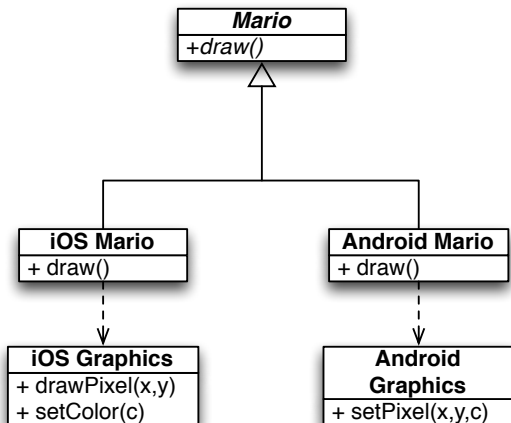 Mario
+draw()
iOS Mario
+ draw()
Android Mario
+ draw()
iOS Graphics
+ drawPixel(x,y)
+ setColor(c)
Android
Graphics
+ setPixel(x,y,c)